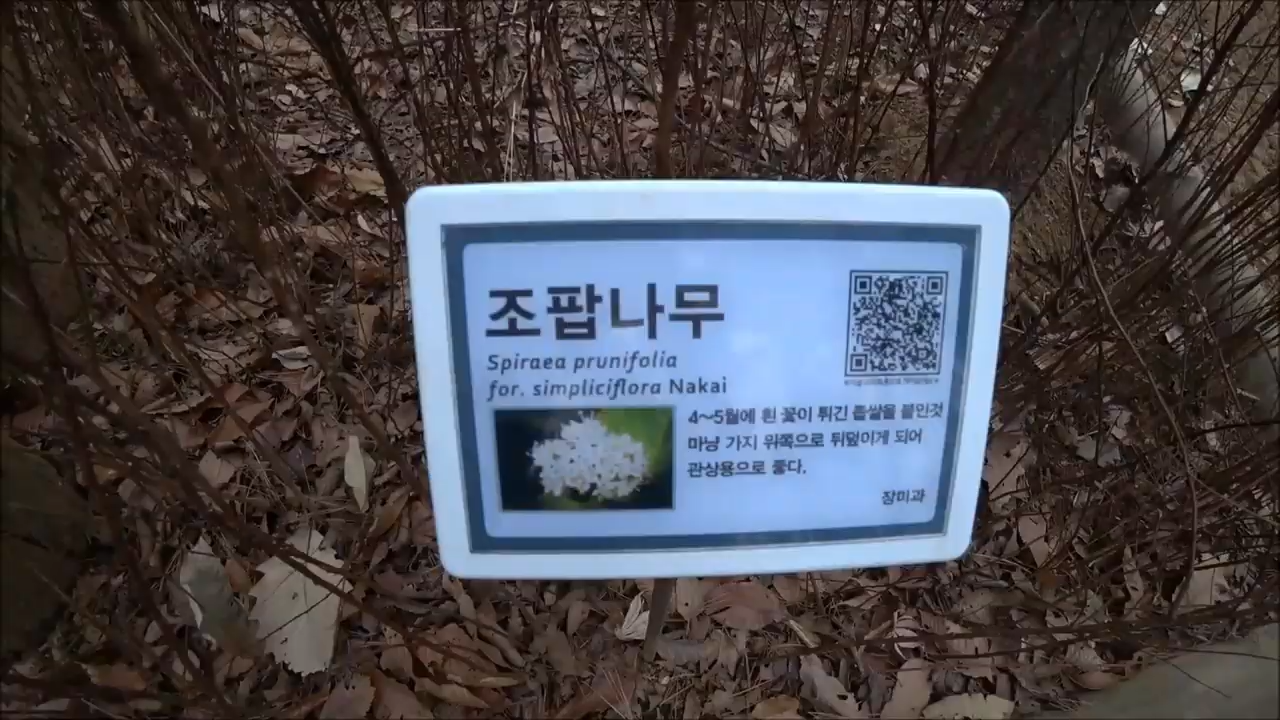 조팝나무
Spiraea prunifolia
for. simpliciflora Nakai
4~5월에 흰 꽃이 튀긴 좁쌀을 붙인것
마냥 가지 위쪽으로 뒤덮이게 되어
관상용으로 좋다.
장미과